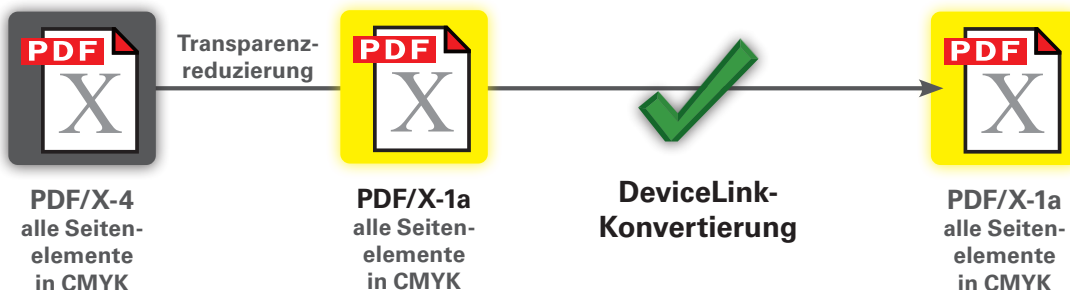 PDF
X
PDF/X-4
alle Seiten-
elemente
in CMYK
Transparenz-
reduzierung
PDF
X
PDF/X-1a
alle Seiten-
elemente
in CMYK
DeviceLink-
Konvertierung
PDF
X
PDF/X-1a
alle Seiten-
elemente
in CMYK